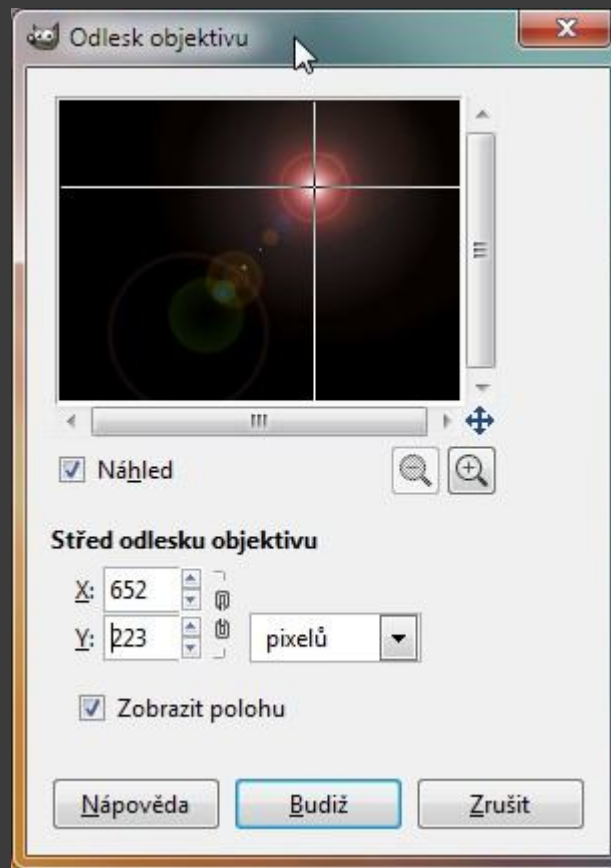 Odlesk objektivu
Náhled
Střed odlesku objektivu
X: 652
Y: 223 pixelů
Zobrazit polohu
Nápověda Budiž Zrušit